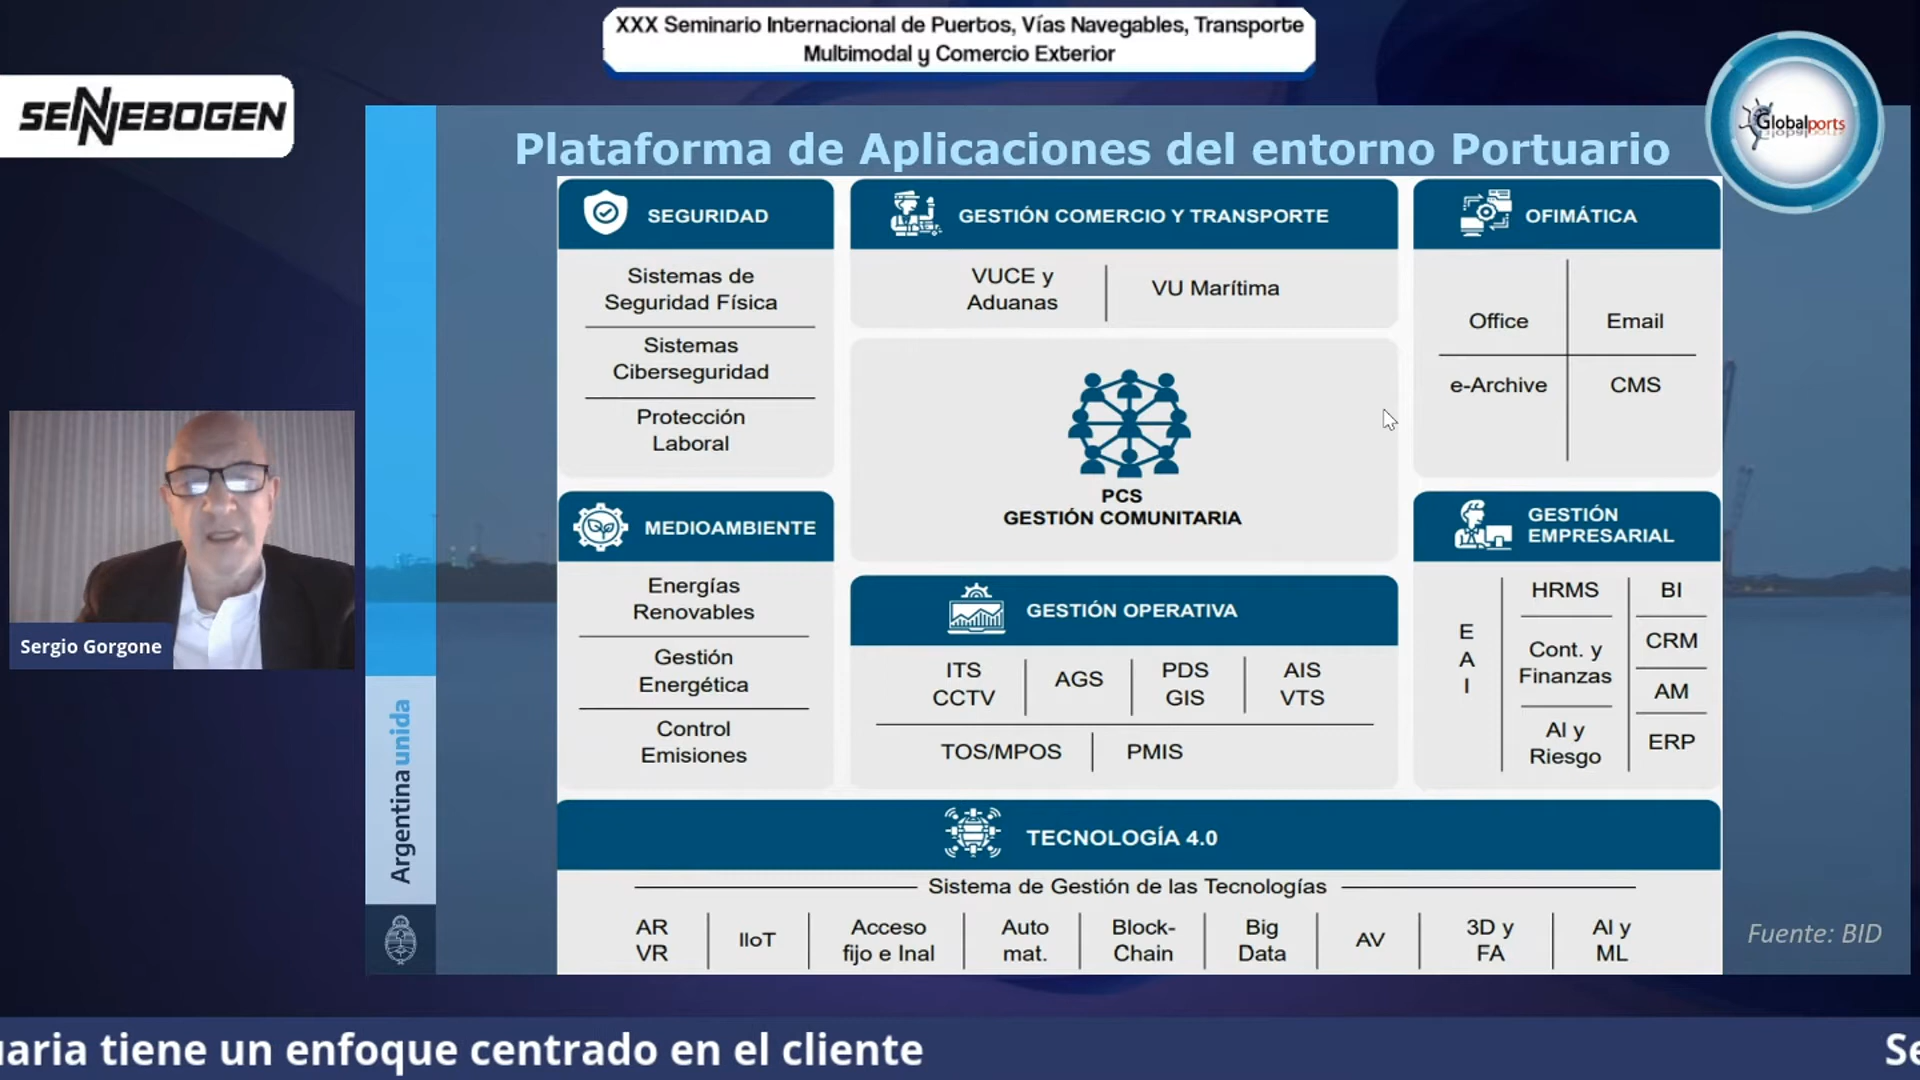 XXX Seminario Internacional de Puertos, Vías Navegables, Transporte
Multimodal y Comercio Exterior
SENNEBOGEN
Globalports
Plataforma de Aplicaciones del entorno Portuario
SEGURIDAD
Sistemas de
Seguridad Física
Sistemas
Ciberseguridad
Protección
Laboral
GESTIÓN COMERCIO Y TRANSPORTE
VUCE y
Aduanas
VU Marítima
OFIMÁTICA
Office
Email
e-Archive
CMS
PCS
GESTIÓN COMUNITARIA
MEDIOAMBIENTE
Energías
Renovables
Gestión
Energética
Control
Emisiones
GESTIÓN OPERATIVA
ITS
CCTV
AGS
PDS
GIS
AIS
VTS
TOS/MPOS
PMIS
GESTIÓN
EMPRESARIAL
E
A
I
HRMS
Cont. y
Finanzas
AI y
Riesgo
BI
CRM
AM
ERP
TECNOLOGÍA 4.0
Sistema de Gestión de las Tecnologías
AR
VR
IIoT
Acceso
fijo e Inal
Auto
mat.
Block-
Chain
Big
Data
AV
3D y
FA
AI y
ML
Sergio Gorgone
Argentina unida
Fuente: BID
uaria tiene un enfoque centrado en el cliente
Se